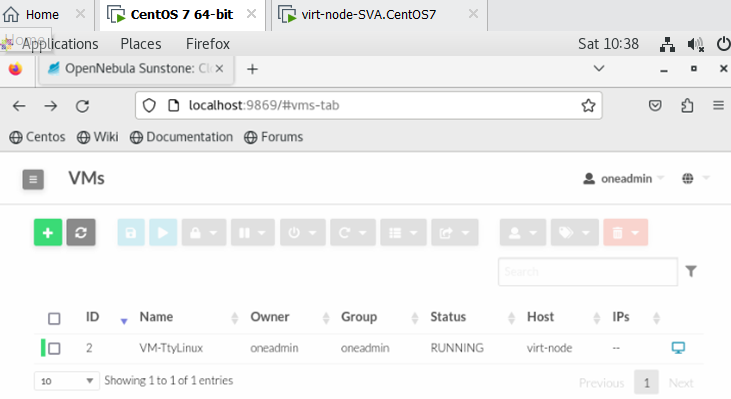 Home CentOS 7 64-bit virt-node-SVA.CentOS7
Home
Applications Places Firefox Sat 10:38
OpenNebula Sunstone: Cl
localhost:9869/#vms-tab
Centos Wiki Documentation Forums
VMs oneadmin
Search
ID Name Owner Group Status Host IPs
2 VM-TtyLinux oneadmin oneadmin RUNNING virt-node --
10 Showing 1 to 1 of 1 entries Previous 1 Next